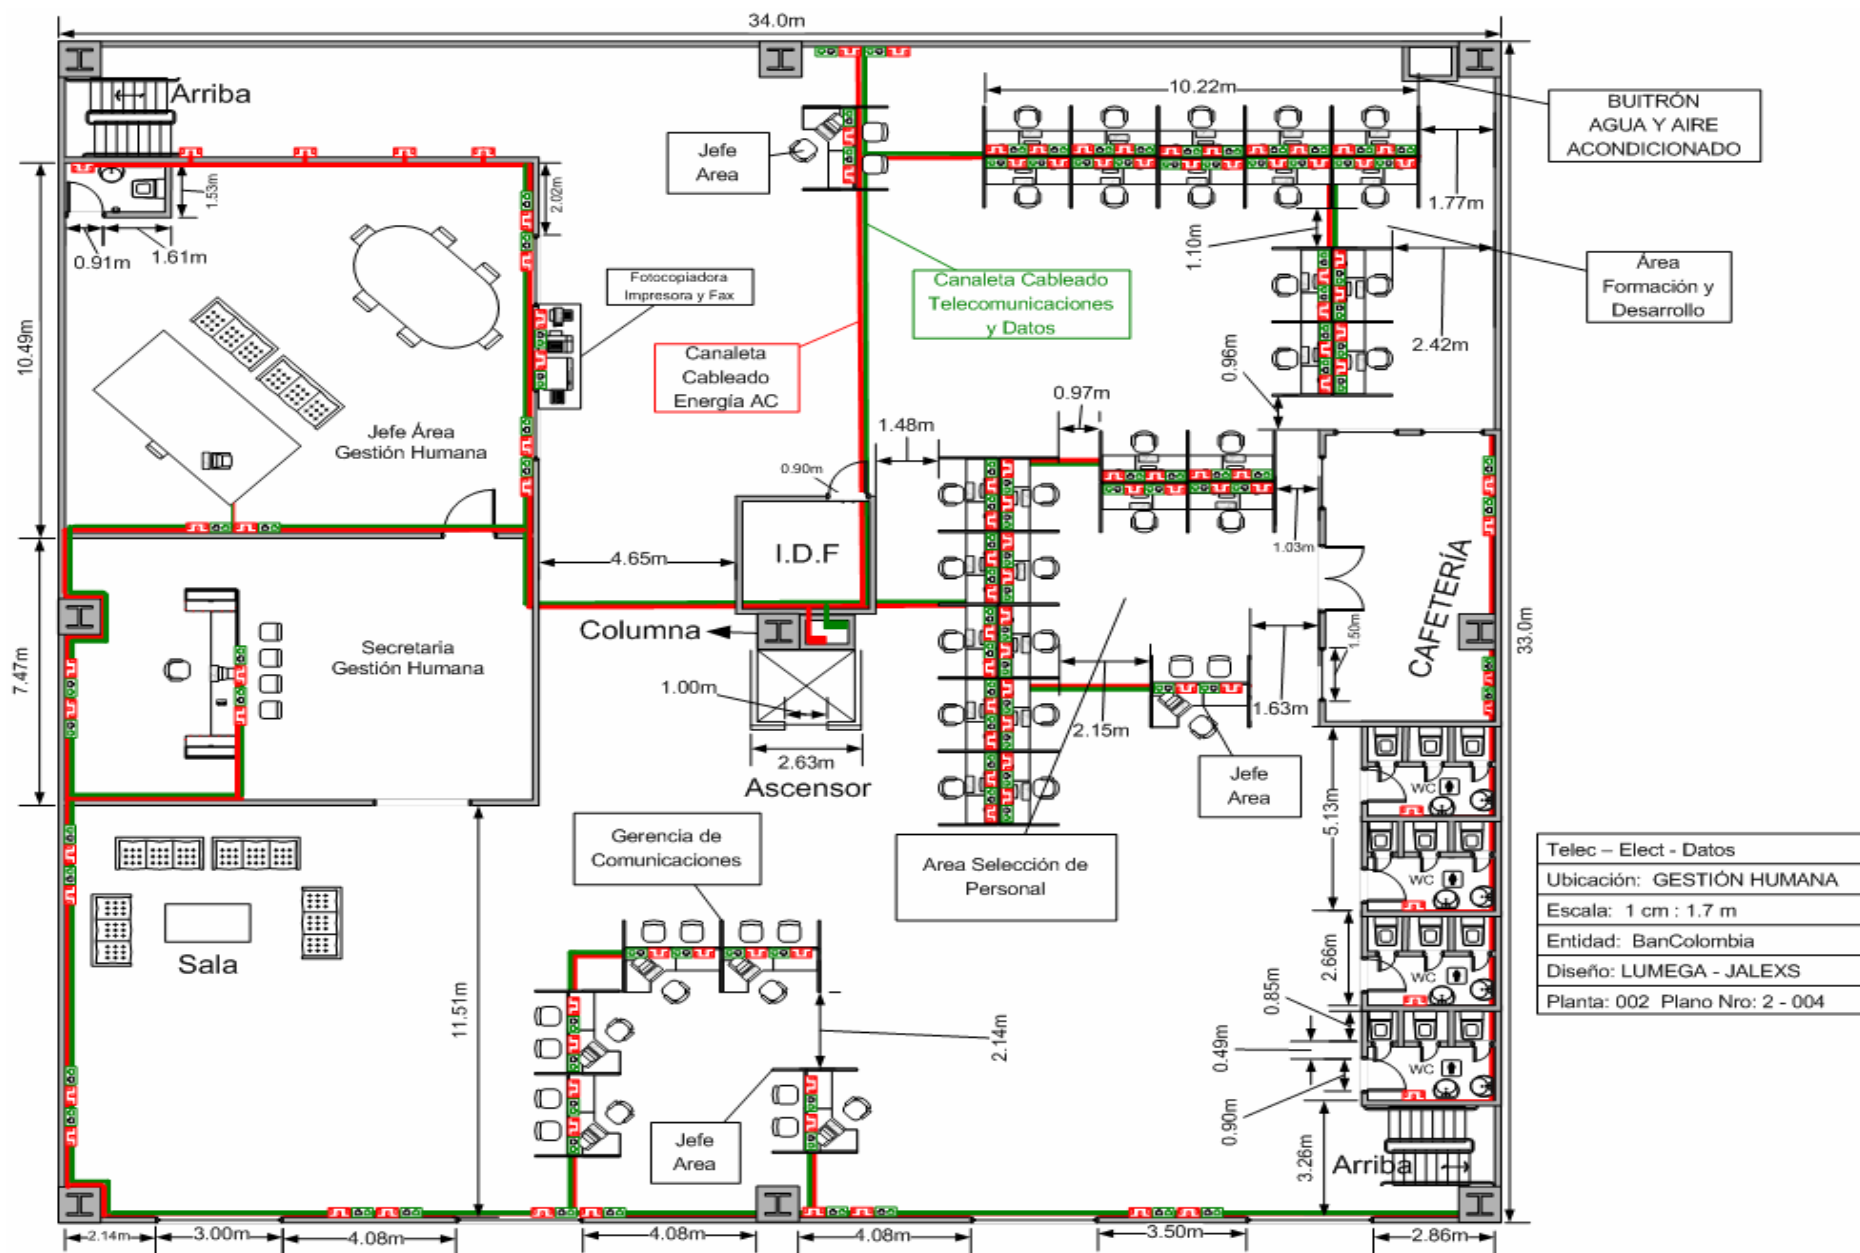 34.0m
Arriba
10.22m
BUITRÓN
AGUA Y AIRE
ACONDICIONADO
Jefe
Area
1.53m
2.02m
1.77m
0.91m
1.61m
1.10m
Fotocopiadora
Impresora y Fax
Canaleta Cableado
Telecomunicaciones
y Datos
Área
Formación y
Desarrollo
10.49m
2.42m
Canaleta
Cableado
Energía AC
0.96m
0.97m
1.48m
Jefe Área
Gestión Humana
0.90m
I.D.F
4.65m
1.03m
CAFETERÍA
33.0m
Columna
Secretaria
Gestión Humana
7.47m
1.50m
1.00m
1.63m
2.15m
2.63m
Ascensor
Jefe
Area
WC
5.13m
Gerencia de
Comunicaciones
Area Selección de
Personal
WC
Telec – Elect - Datos
Ubicación: GESTIÓN HUMANA
Escala: 1 cm : 1.7 m
Entidad: BanColombia
Diseño: LUMEGA - JALEXS
Planta: 002 Plano Nro: 2 - 004
Sala
2.66m
WC
11.51m
0.85m
2.14m
0.49m
WC
0.90m
Jefe
Area
3.26m
Arriba
2.14m
3.00m
4.08m
4.08m
4.08m
3.50m
2.86m